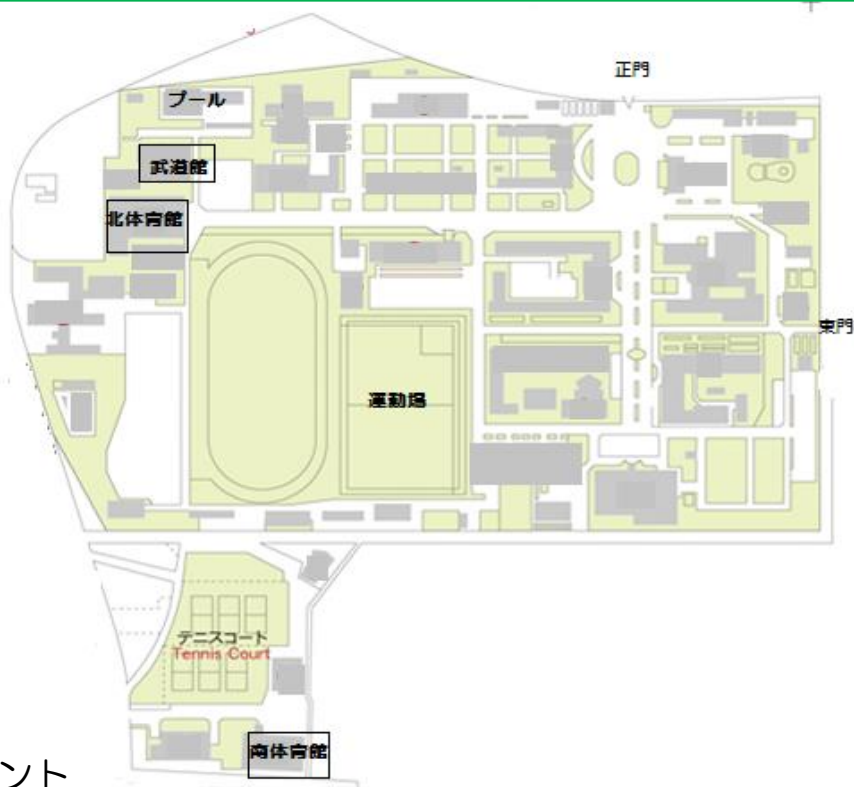 正門
プール
武道館
北体育館
東門
運動場
テニスコート
Tennis Court
南体育館
ント